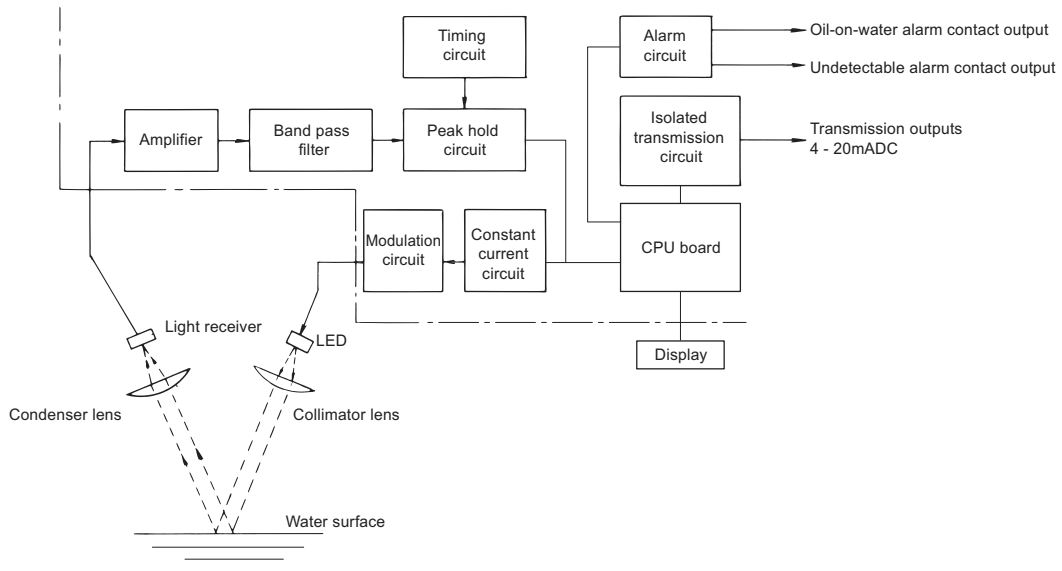 Timing
circuit
Alarm
circuit
Oil-on-water alarm contact output
Undetectable alarm contact output
Amplifier
Band pass
filter
Peak hold
circuit
Isolated
transmission
circuit
Transmission outputs
4 - 20mADC
Modulation
circuit
Constant
current
circuit
CPU board
Light receiver
LED
Display
Condenser lens
Collimator lens
Water surface